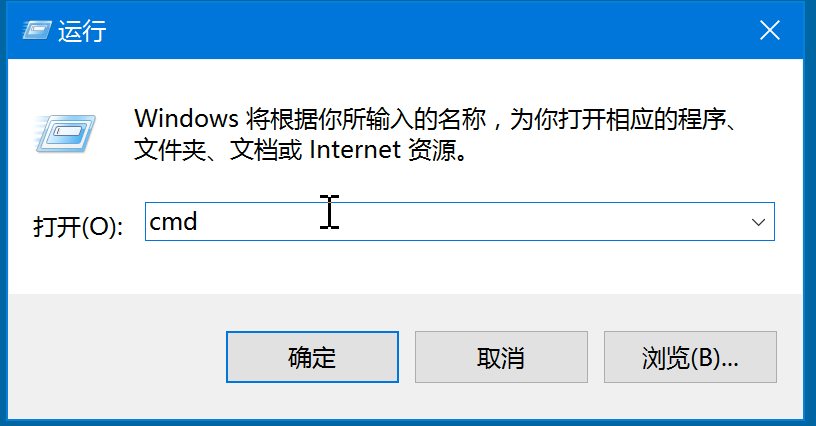 运行
Windows 将根据你所输入的名称，为你打开相应的程序、
文件夹、文档或 Internet 资源。
打开(O): cmd
确定 取消 浏览(B)...